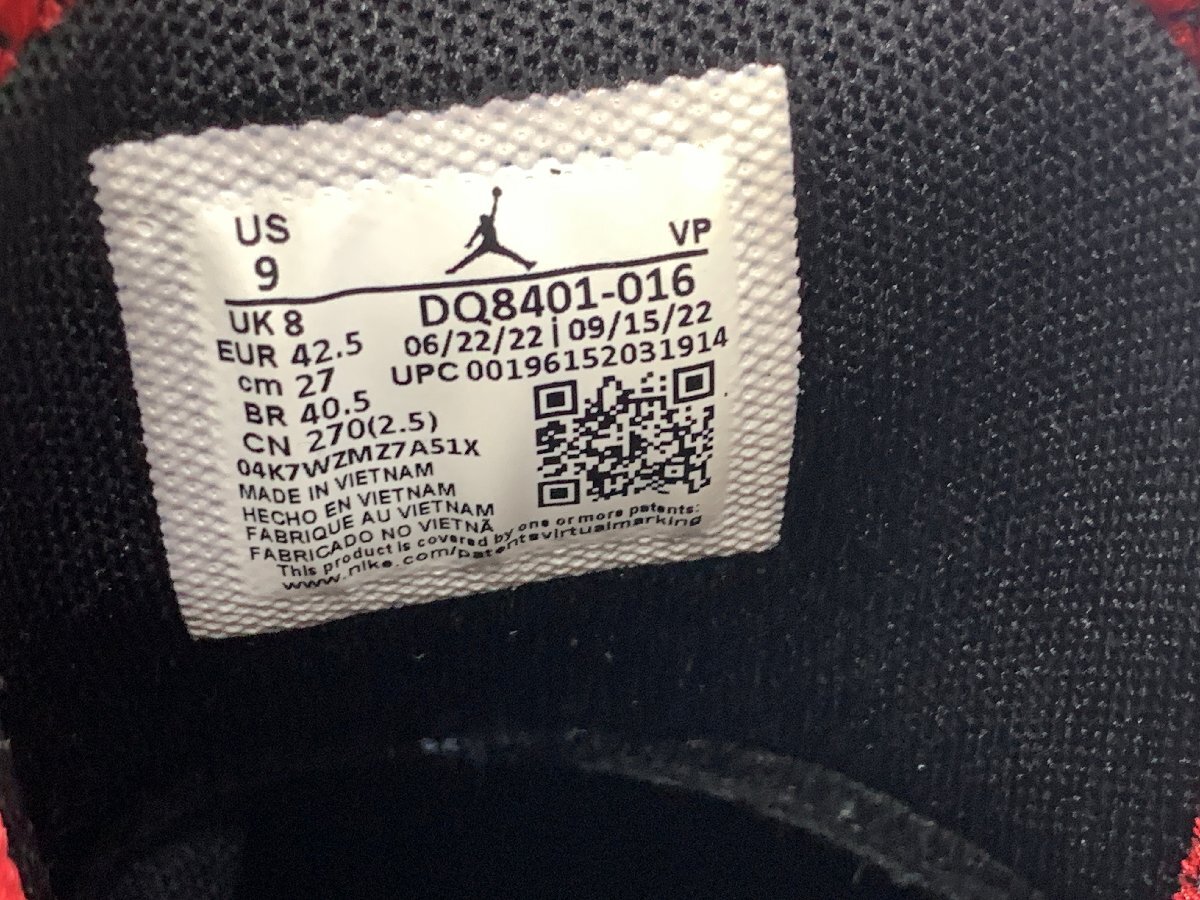 US
9
VP
UK 8
DQ8401-016
EUR 42.5
06/22/22 | 09/15/22
cm 27
UPC 00196152031914
BR 40.5
CN 270(2.5)
04K7WZMZ7A51X
MADE IN VIETNAM
HECHO EN VIETNAM
FABRIQUE AU VIETNAM
FABRICADO NO VIETNÃ
This product is covered by one or more patents:
www.nike.com/patentsvirtualmarking